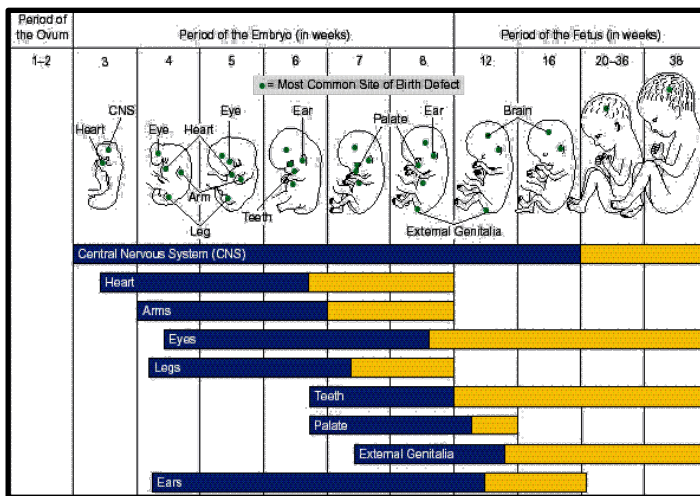 Period of
the Ovum
Period of the Embryo (in weeks)
Period of the Fetus (in weeks)
1–2
3
4
5
6
7
8
12
16
20–36
38
= Most Common Site of Birth Defect
CNS
Heart
Eye
Heart
Eye
Ear
Palate
Ear
Brain
Arm
Leg
Teeth
External Genitalia
Central Nervous System (CNS)
Heart
Arms
Eyes
Legs
Teeth
Palate
External Genitalia
Ears